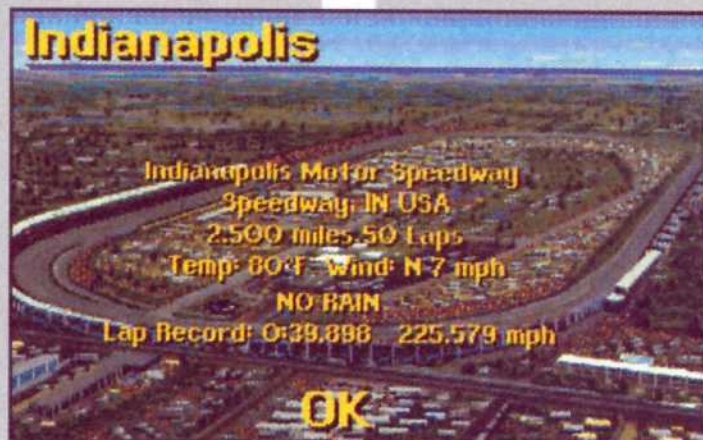 Indianapolis
Indianapolis Motor Speedway
Speedway, IN USA
2.500 miles, 50 Laps
Temp: 80°F Wind: N 7 mph
NO RAIN
Lap Record: 0:39.898 225.579 mph
OK